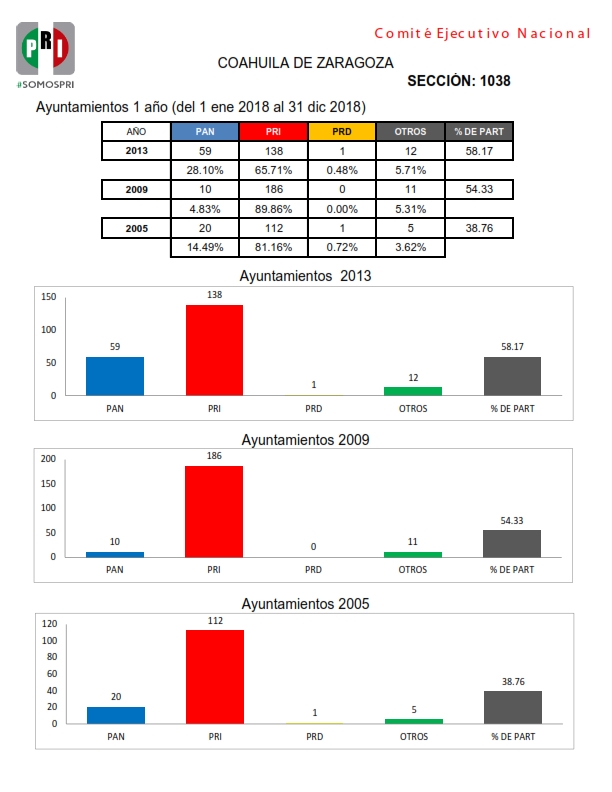 Comité Ejecutivo Nacional
PRI
#SOMOSPRI
COAHUILA DE ZARAGOZA
SECCIÓN: 1038
Ayuntamientos 1 año (del 1 ene 2018 al 31 dic 2018)
AÑO PAN PRI PRD OTROS % DE PART
2013 59 138 1 12 58.17
28.10% 65.71% 0.48% 5.71%
2009 10 186 0 11 54.33
4.83% 89.86% 0.00% 5.31%
2005 20 112 1 5 38.76
14.49% 81.16% 0.72% 3.62%
Ayuntamientos 2013
150
100
50
0
59 138 1 12 58.17
PAN PRI PRD OTROS % DE PART
Ayuntamientos 2009
200
150
100
50
0
10 186 0 11 54.33
PAN PRI PRD OTROS % DE PART
Ayuntamientos 2005
120
100
80
60
40
20
0
20 112 1 5 38.76
PAN PRI PRD OTROS % DE PART